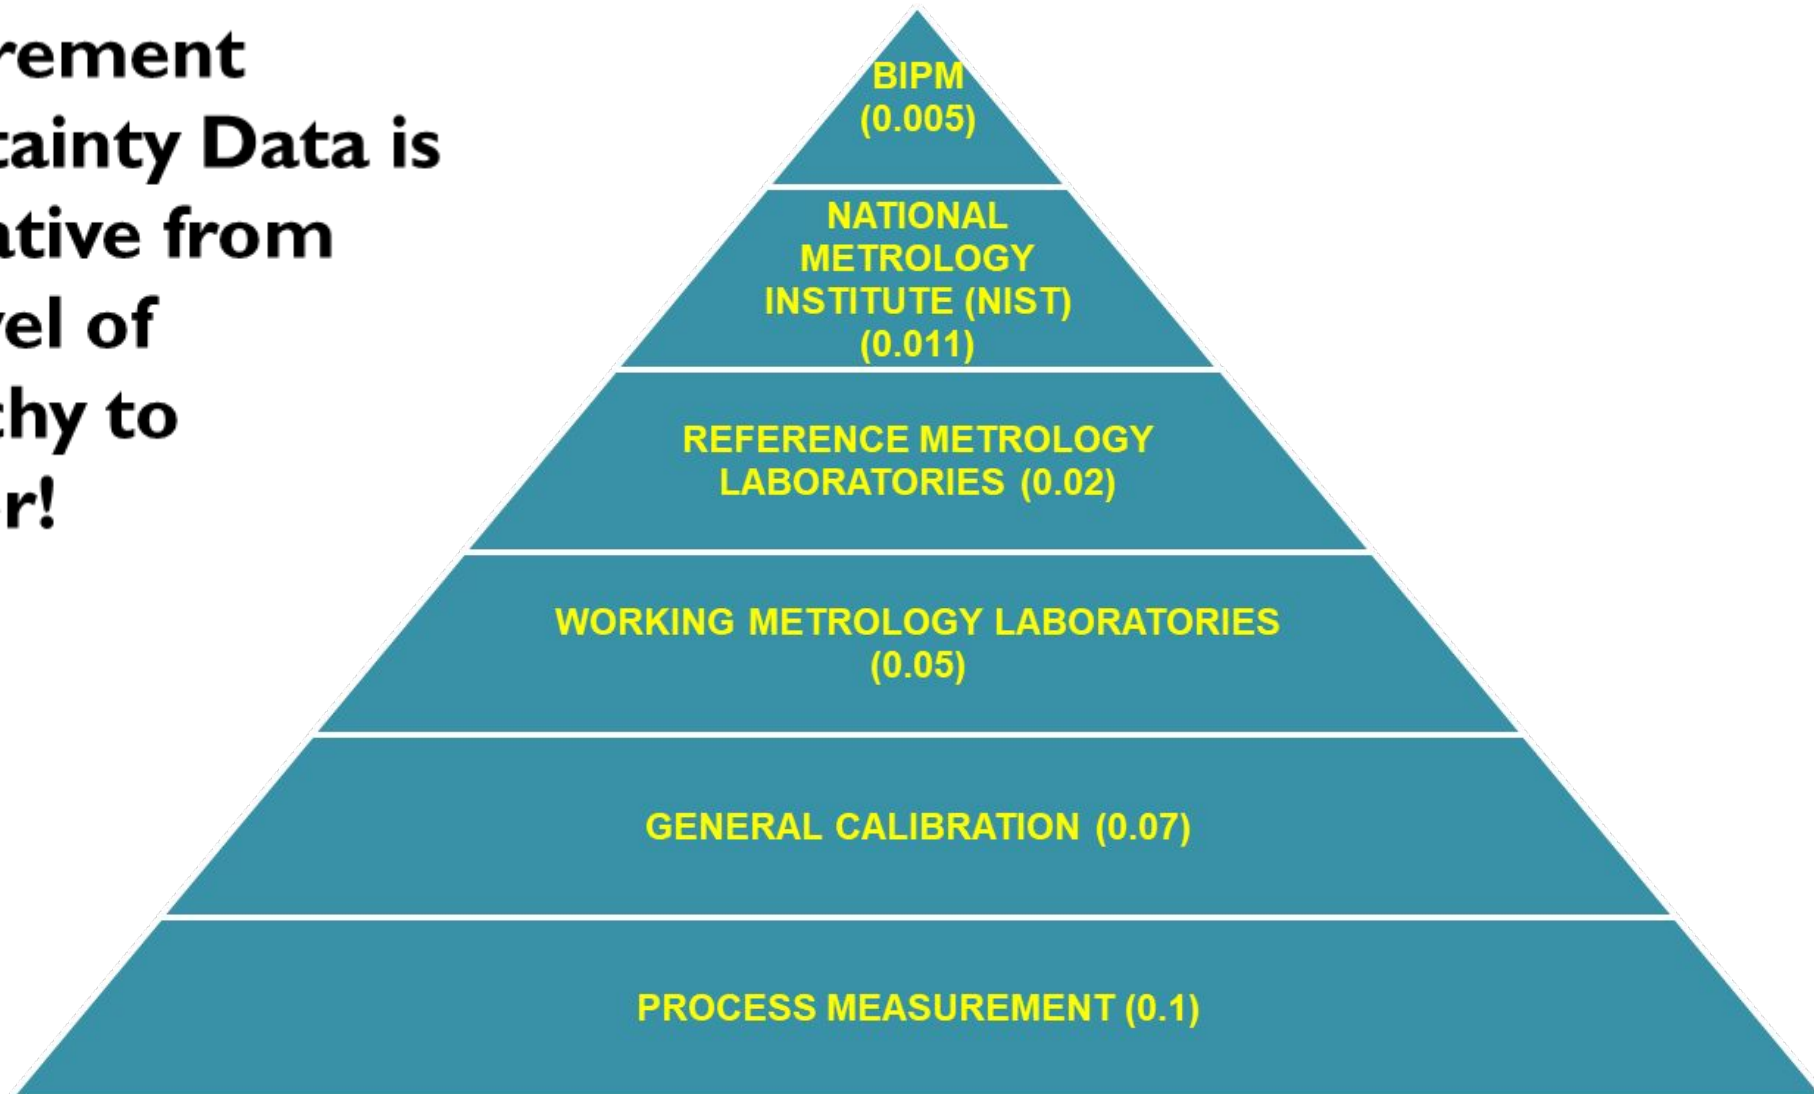 rement
tainty Data is
ative from
vel of
chy to
r!
BIPM
(0.005)
NATIONAL
METROLOGY
INSTITUTE (NIST)
(0.011)
REFERENCE METROLOGY
LABORATORIES (0.02)
WORKING METROLOGY LABORATORIES
(0.05)
GENERAL CALIBRATION (0.07)
PROCESS MEASUREMENT (0.1)